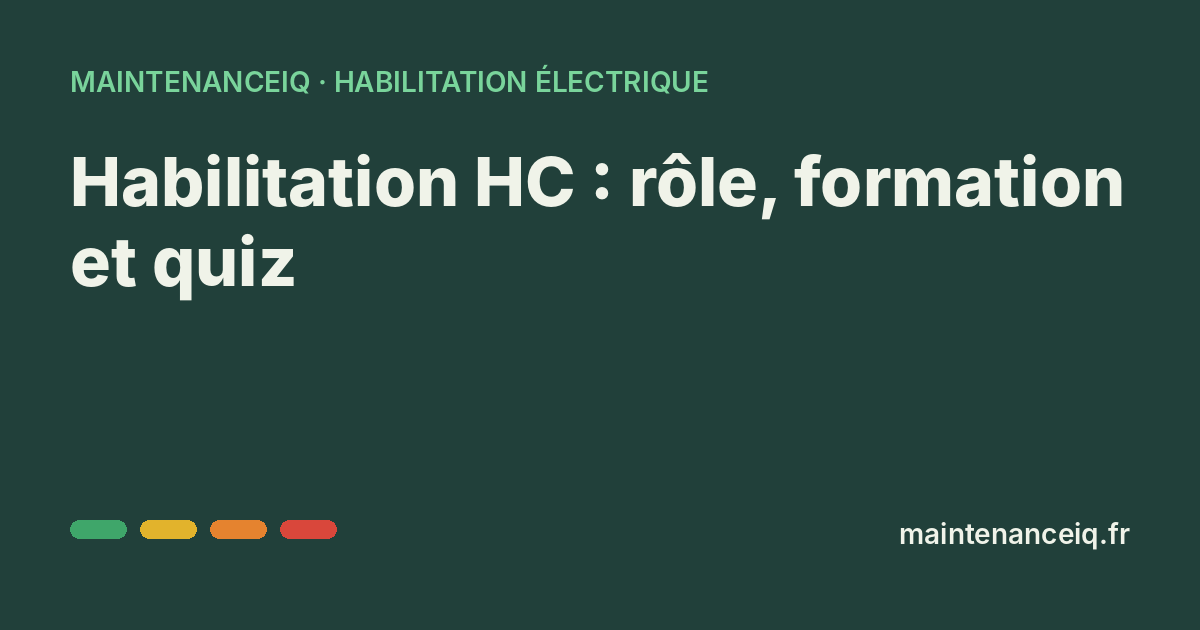 MAINTENANCEIQ · HABILITATION ÉLECTRIQUE
Habilitation HC : rôle, formation
et quiz
maintenanceiq.fr